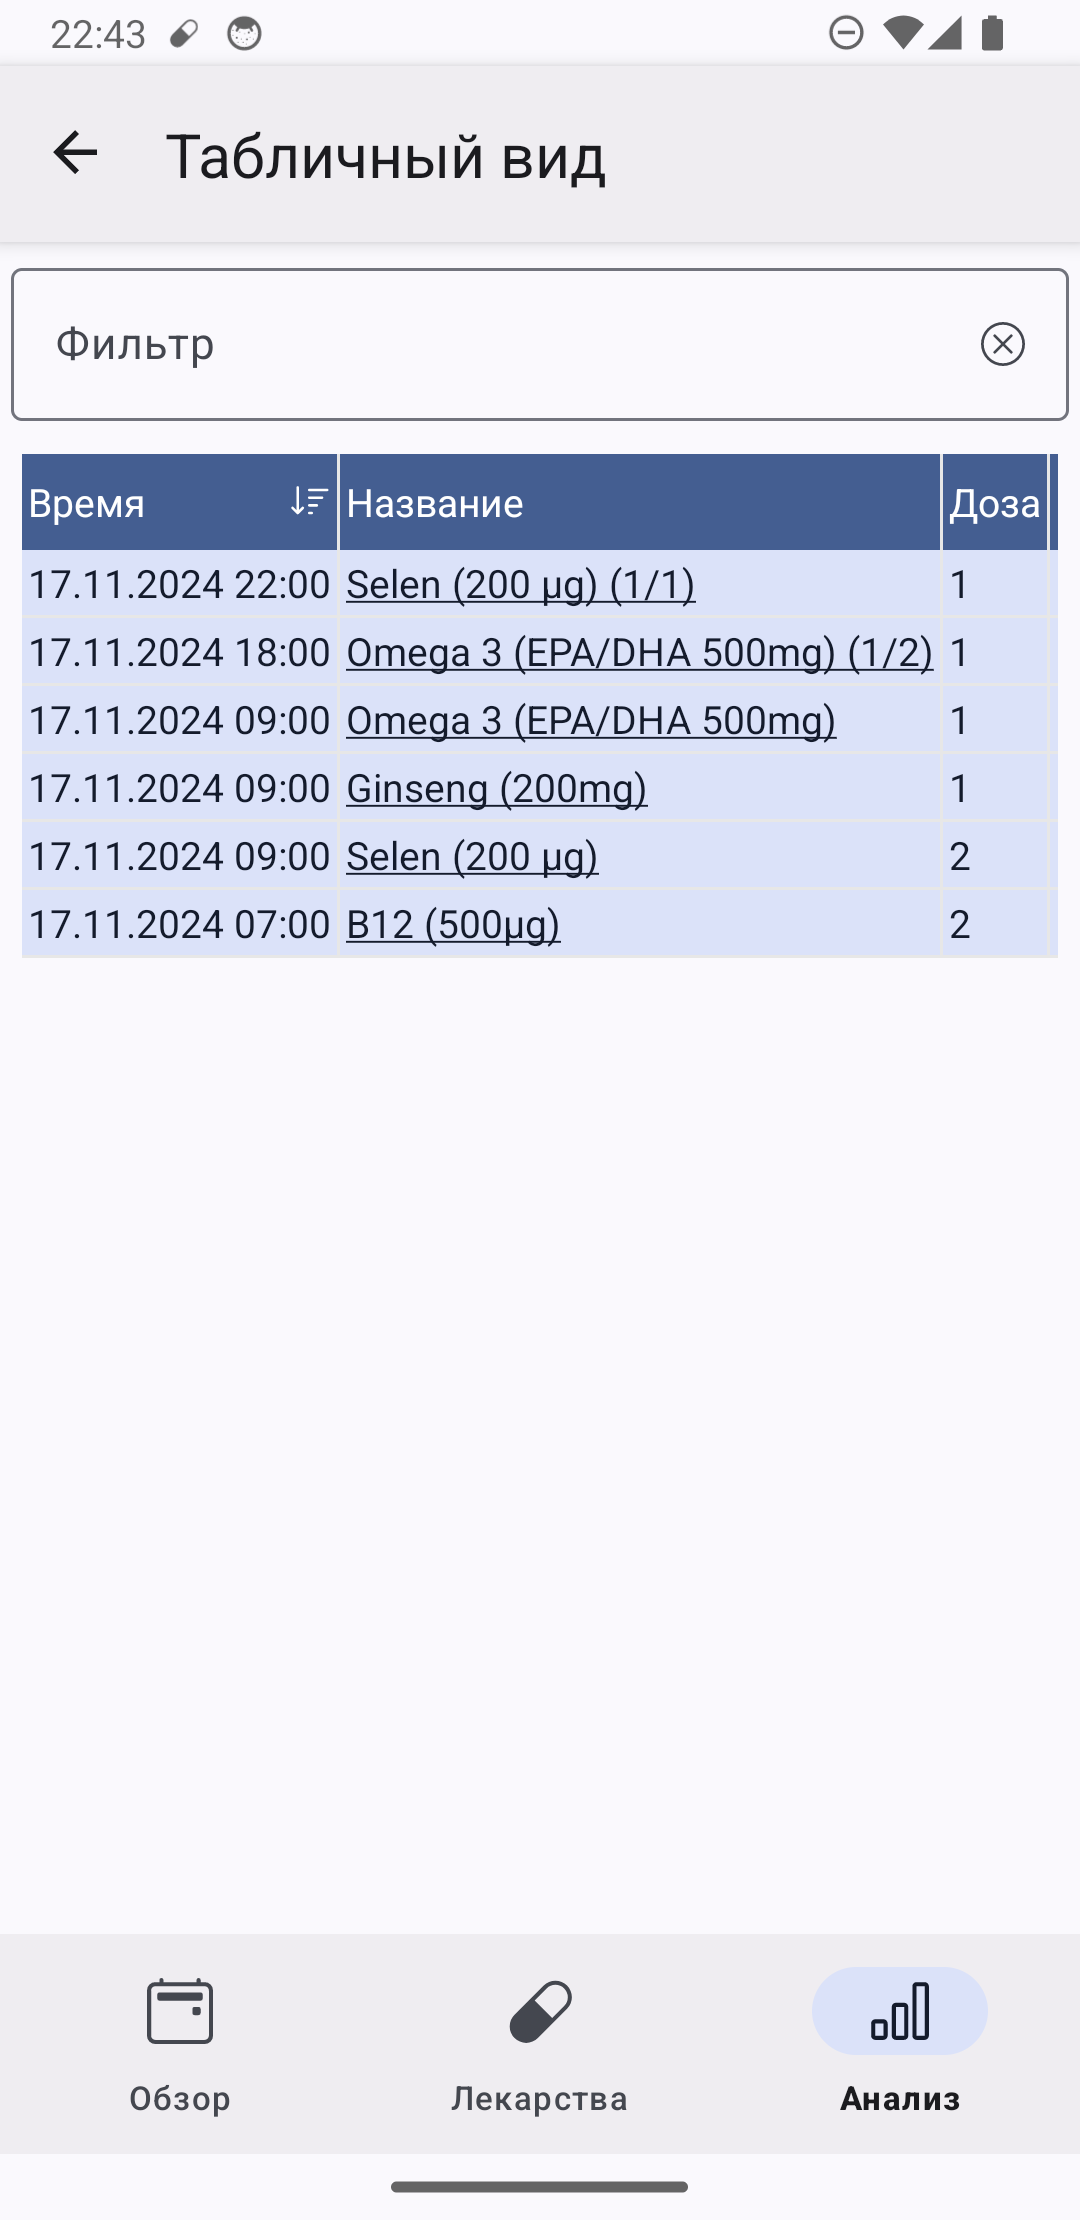 22:43
Табличный вид
Фильтр
Время Название Доза
17.11.2024 22:00 Selen (200 µg) (1/1) 1
17.11.2024 18:00 Omega 3 (EPA/DHA 500mg) (1/2) 1
17.11.2024 09:00 Omega 3 (EPA/DHA 500mg) 1
17.11.2024 09:00 Ginseng (200mg) 1
17.11.2024 09:00 Selen (200 µg) 2
17.11.2024 07:00 B12 (500µg) 2
Обзор Лекарства Анализ